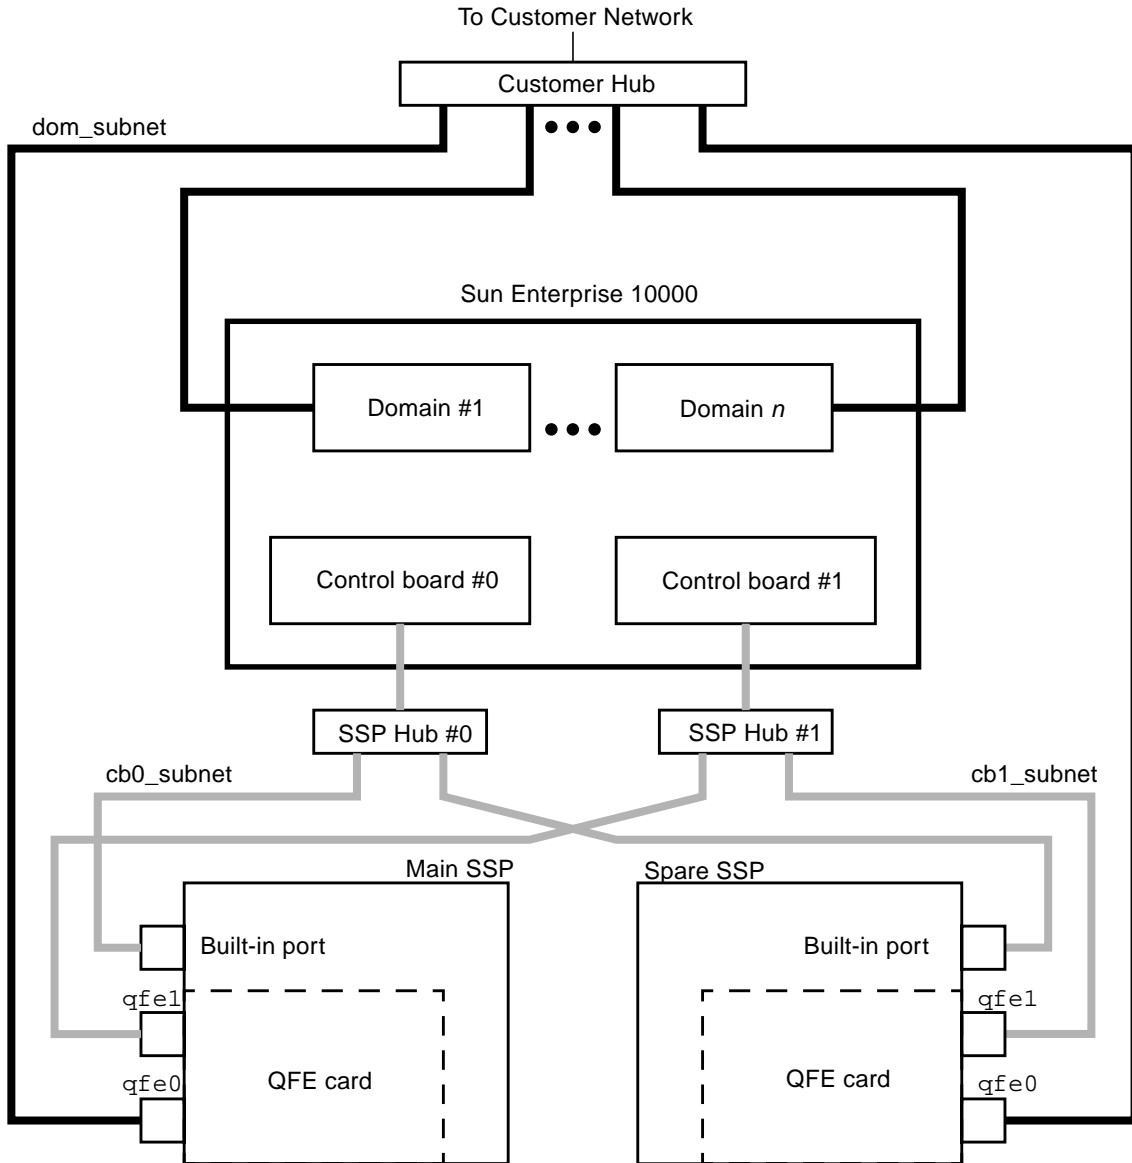 To Customer Network
Customer Hub
dom_subnet
Sun Enterprise 10000
Domain #1
Domain n
Control board #0
Control board #1
SSP Hub #0
SSP Hub #1
cb0_subnet
cb1_subnet
Main SSP
Spare SSP
Built-in port
Built-in port
qfe1
qfe1
QFE card
QFE card
qfe0
qfe0